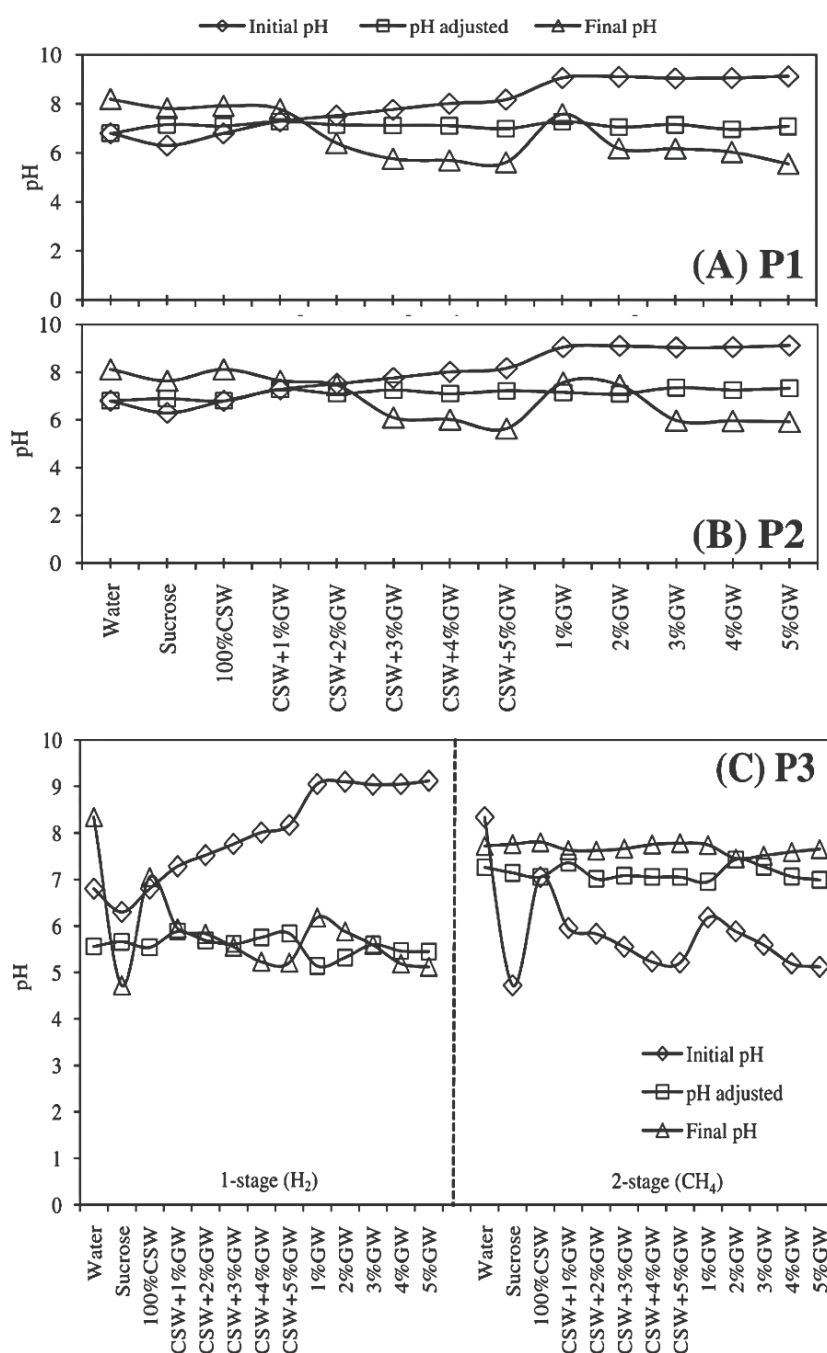 Initial pH pH adjusted Final pH
10
8
6
4
2
0
pH
(A) P1
10
8
6
4
2
0
pH
(B) P2
Water
Sucrose
100%CSW
CSW+1%GW
CSW+2%GW
CSW+3%GW
CSW+4%GW
CSW+5%GW
1%GW
2%GW
3%GW
4%GW
5%GW
10
9
8
7
6
5
4
3
2
1
0
pH
(C) P3
Initial pH
pH adjusted
Final pH
1-stage (H₂)
2-stage (CH₄)
Water
Sucrose
100%CSW
CSW+1%GW
CSW+2%GW
CSW+3%GW
CSW+4%GW
CSW+5%GW
1%GW
2%GW
3%GW
4%GW
5%GW
Water
Sucrose
100%CSW
CSW+1%GW
CSW+2%GW
CSW+3%GW
CSW+4%GW
CSW+5%GW
1%GW
2%GW
3%GW
4%GW
5%GW